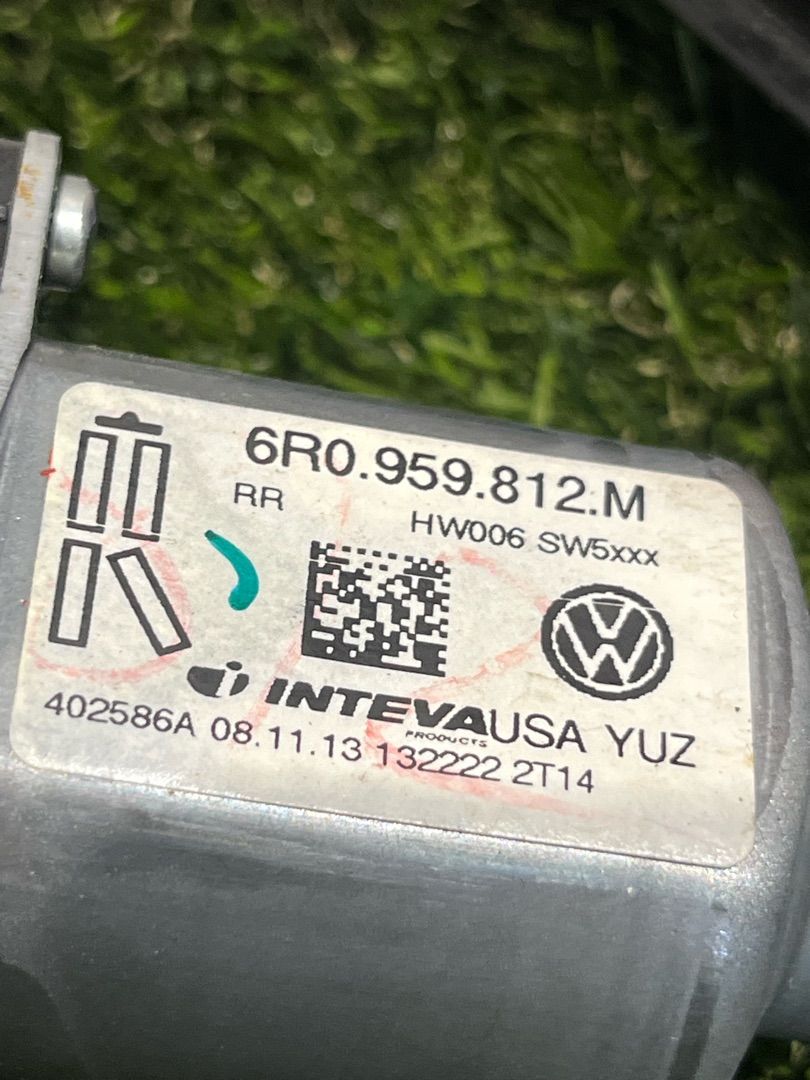 6R0.959.812.M
RR
HW006 SW5xxx
INTEVA USA YUZ
PRODUCTS
402586A 08.11.13 132222 2T14